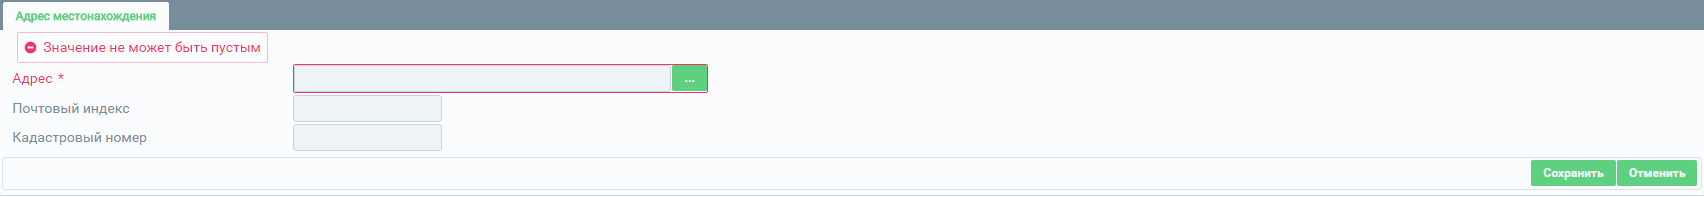 Адрес местонахождения
Значение не может быть пустым
Адрес *
...
Почтовый индекс
Кадастровый номер
Сохранить Отменить